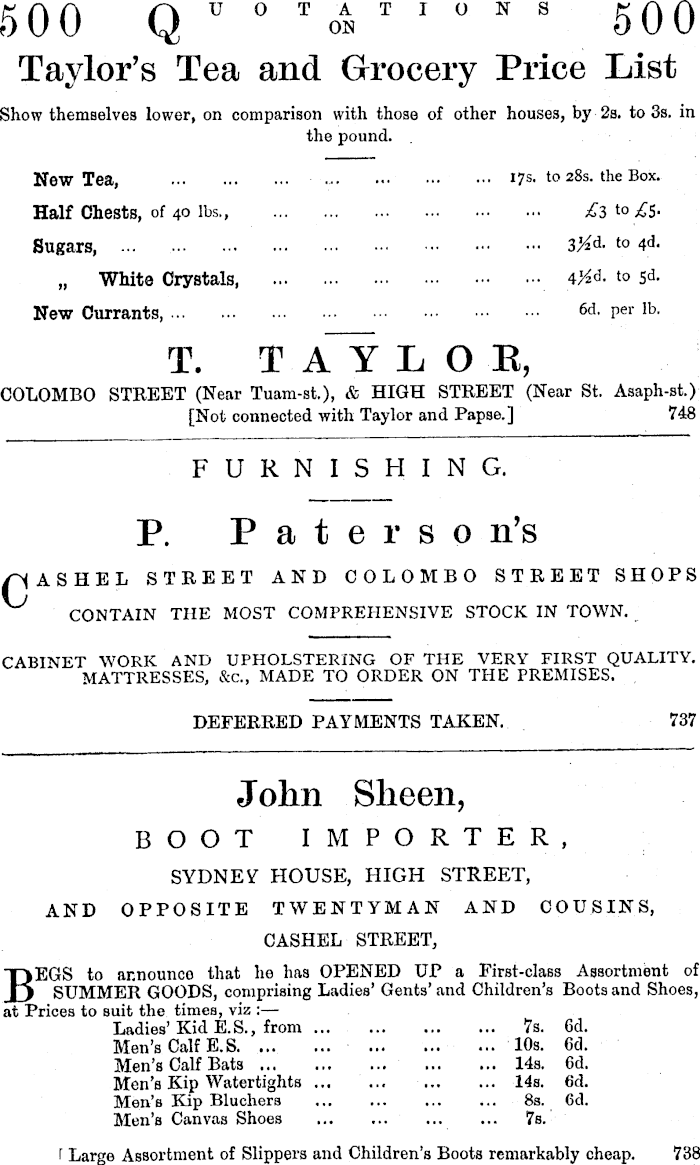 500 QUOTATIONS 500
ON
Taylor's Tea and Grocery Price List
Show themselves lower, on comparison with those of other houses, by 2s. to 3s. in
the pound.
New Tea, ... ... ... ... ... ... ... 17s. to 28s. the Box.
Half Chests, of 40 lbs., ... ... ... ... ... ... £3 to £5.
Sugars, ... ... ... ... ... ... ... ... ... 3½d. to 4d.
„ White Crystals, ... ... ... ... ... ... 4½d. to 5d.
New Currants, ... ... ... ... ... ... ... ... 6d. per lb.
T. TAYLOR,
COLOMBO STREET (Near Tuam-st.), & HIGH STREET (Near St. Asaph-st.)
[Not connected with Taylor and Papse.] 748
FURNISHING.
P. Paterson's
CASHEL STREET AND COLOMBO STREET SHOPS
CONTAIN THE MOST COMPREHENSIVE STOCK IN TOWN.
CABINET WORK AND UPHOLSTERING OF THE VERY FIRST QUALITY.
MATTRESSES, &c., MADE TO ORDER ON THE PREMISES.
DEFERRED PAYMENTS TAKEN. 737
John Sheen,
BOOT IMPORTER,
SYDNEY HOUSE, HIGH STREET,
AND OPPOSITE TWENTYMAN AND COUSINS,
CASHEL STREET,
BEGS to announce that he has OPENED UP a First-class Assortment of
SUMMER GOODS, comprising Ladies' Gents' and Children's Boots and Shoes,
at Prices to suit the times, viz :—
Ladies' Kid E.S., from ... ... ... ... 7s. 6d.
Men's Calf E.S. ... ... ... ... ... 10s. 6d.
Men's Calf Bats ... ... ... ... ... 14s. 6d.
Men's Kip Watertights ... ... ... ... 14s. 6d.
Men's Kip Bluchers ... ... ... ... 8s. 6d.
Men's Canvas Shoes ... ... ... ... 7s.
Large Assortment of Slippers and Children's Boots remarkably cheap. 738